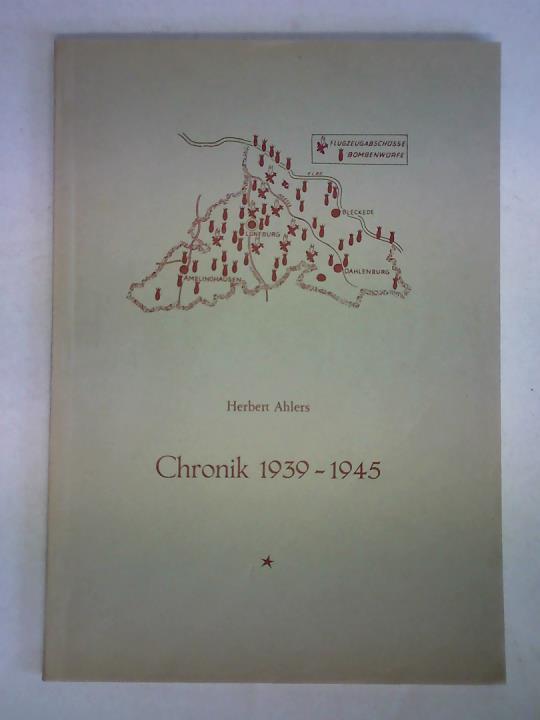 FLUGZEUGABSCHÜSSE
BOMBENWÜRFE
ELBE
BLECKEDE
LÜNEBURG
DAHLENBURG
AMELINGHAUSEN
Herbert Ahlers
Chronik 1939-1945